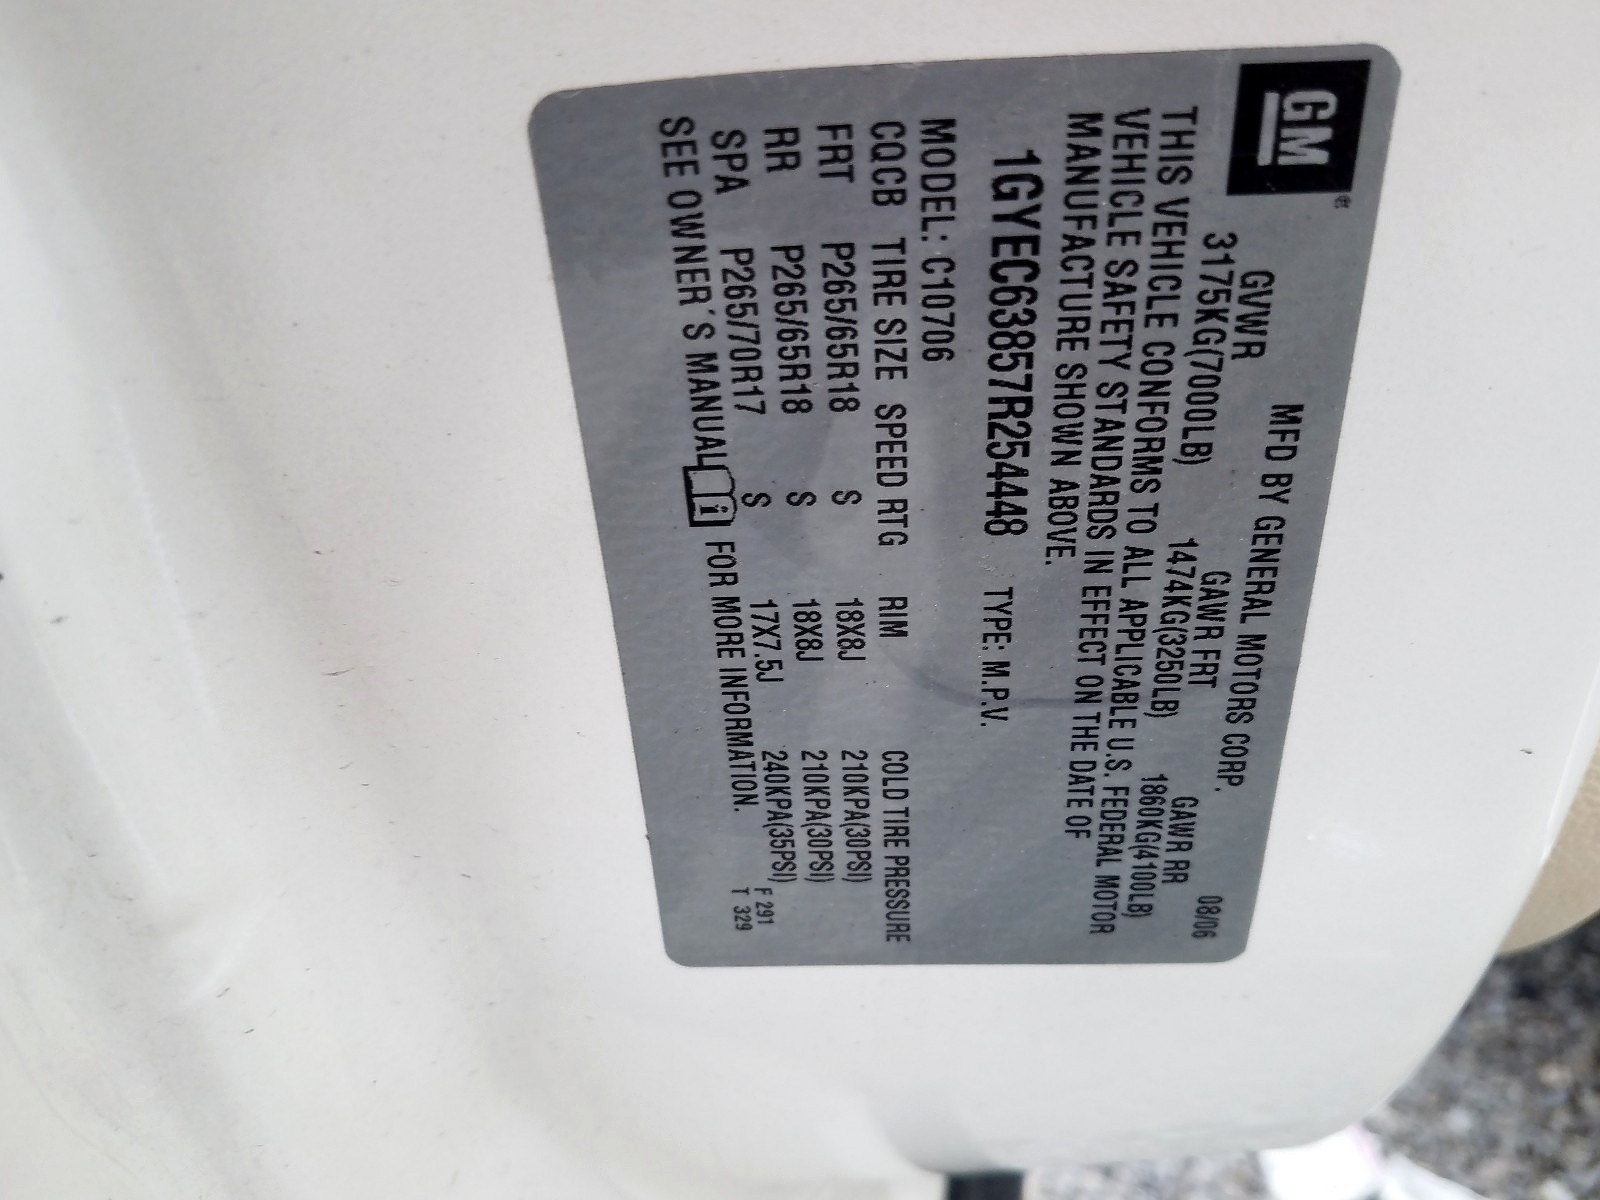 GM
MFD BY GENERAL MOTORS CORP. 08/06
GVWR GAWR FRT GAWR RR
3175KG(7000LB) 1474KG(3250LB) 1860KG(4100LB)
THIS VEHICLE CONFORMS TO ALL APPLICABLE U.S. FEDERAL MOTOR
VEHICLE SAFETY STANDARDS IN EFFECT ON THE DATE OF
MANUFACTURE SHOWN ABOVE.
1GYEC63857R254448 TYPE: M.P.V.
MODEL: C10706
CQCB TIRE SIZE SPEED RTG RIM COLD TIRE PRESSURE
FRT P265/65R18 S 18X8J 210KPA(30PSI)
RR P265/65R18 S 18X8J 210KPA(30PSI)
SPA P265/70R17 S 17X7.5J 240KPA(35PSI) F 291
SEE OWNER'S MANUAL i FOR MORE INFORMATION. T 329